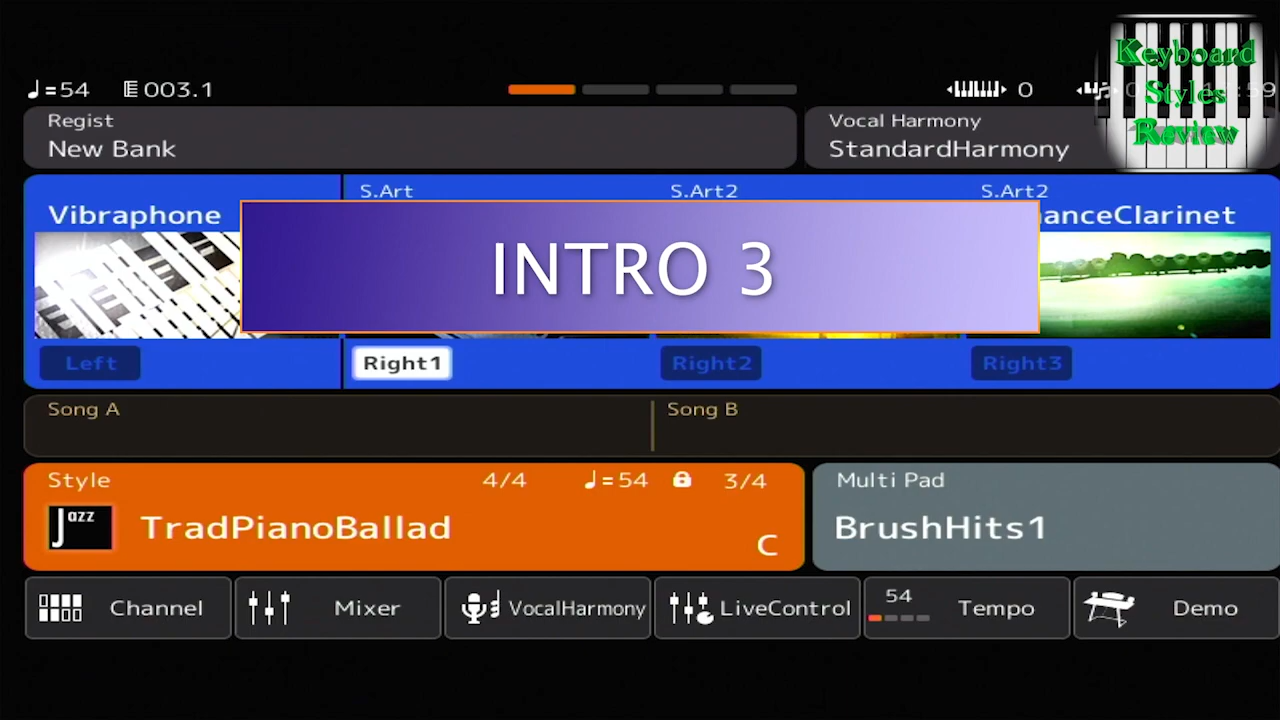 ♩=54
003.1
0
Keyboard
Styles
Review
Regist
New Bank
Vocal Harmony
StandardHarmony
Vibraphone
S.Art
S.Art2
S.Art2
INTRO 3
Left
Right1
Right2
Right3
Song A
Song B
Style
4/4
♩=54
3/4
Jazz
TradPianoBallad
C
Multi Pad
BrushHits1
Channel
Mixer
VocalHarmony
LiveControl
54
Tempo
Demo